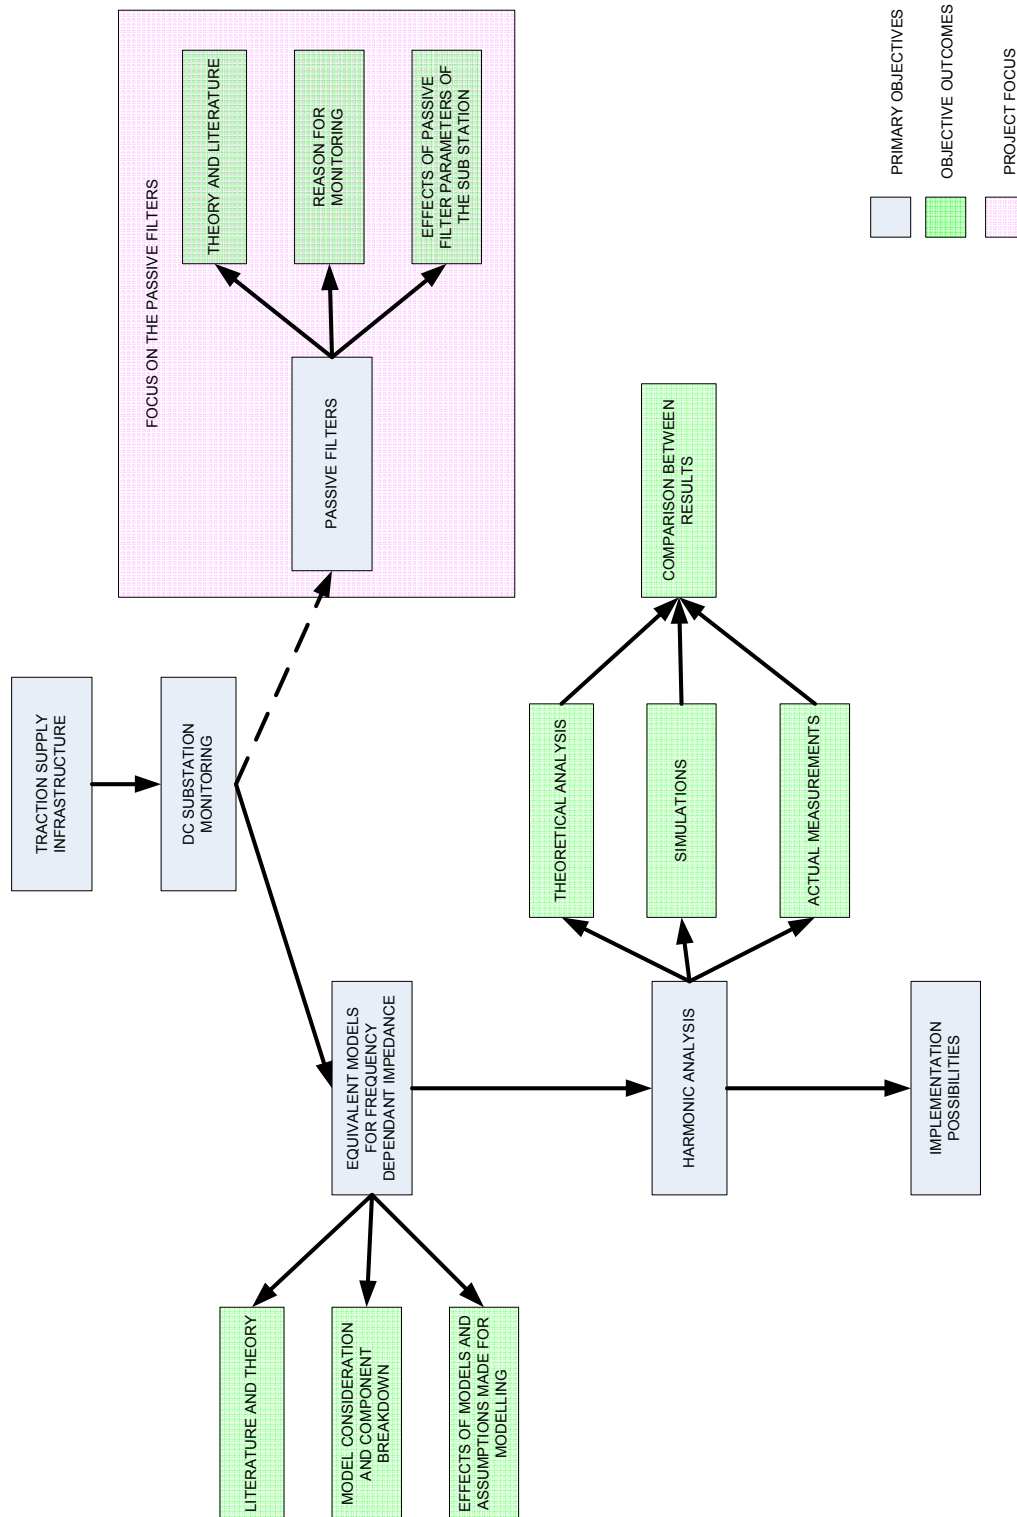 TRACTION SUPPLY
INFRASTRUCTURE
DC SUBSTATION
MONITORING
FOCUS ON THE PASSIVE FILTERS
PASSIVE FILTERS
THEORY AND LITERATURE
REASON FOR
MONITORING
EFFECTS OF PASSIVE
FILTER PARAMETERS OF
THE SUB STATION
EQUIVALENT MODELS
FOR FREQUENCY
DEPENDANT IMPEDANCE
LITERATURE AND THEORY
MODEL CONSIDERATION
AND COMPONENT
BREAKDOWN
EFFECTS OF MODELS AND
ASSUMPTIONS MADE FOR
MODELLING
HARMONIC ANALYSIS
THEORETICAL ANALYSIS
SIMULATIONS
ACTUAL MEASUREMENTS
COMPARISON BETWEEN
RESULTS
IMPLEMENTATION
POSSIBILITIES
PRIMARY OBJECTIVES
OBJECTIVE OUTCOMES
PROJECT FOCUS